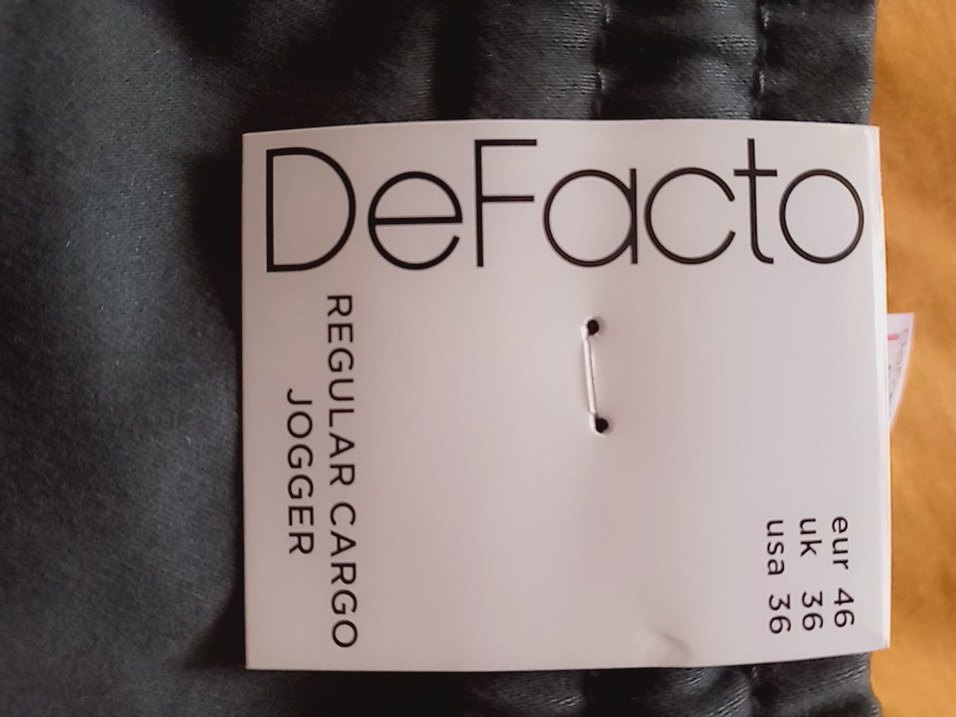 DeFacto
REGULAR CARGO
JOGGER
eur 46
uk 36
usa 36